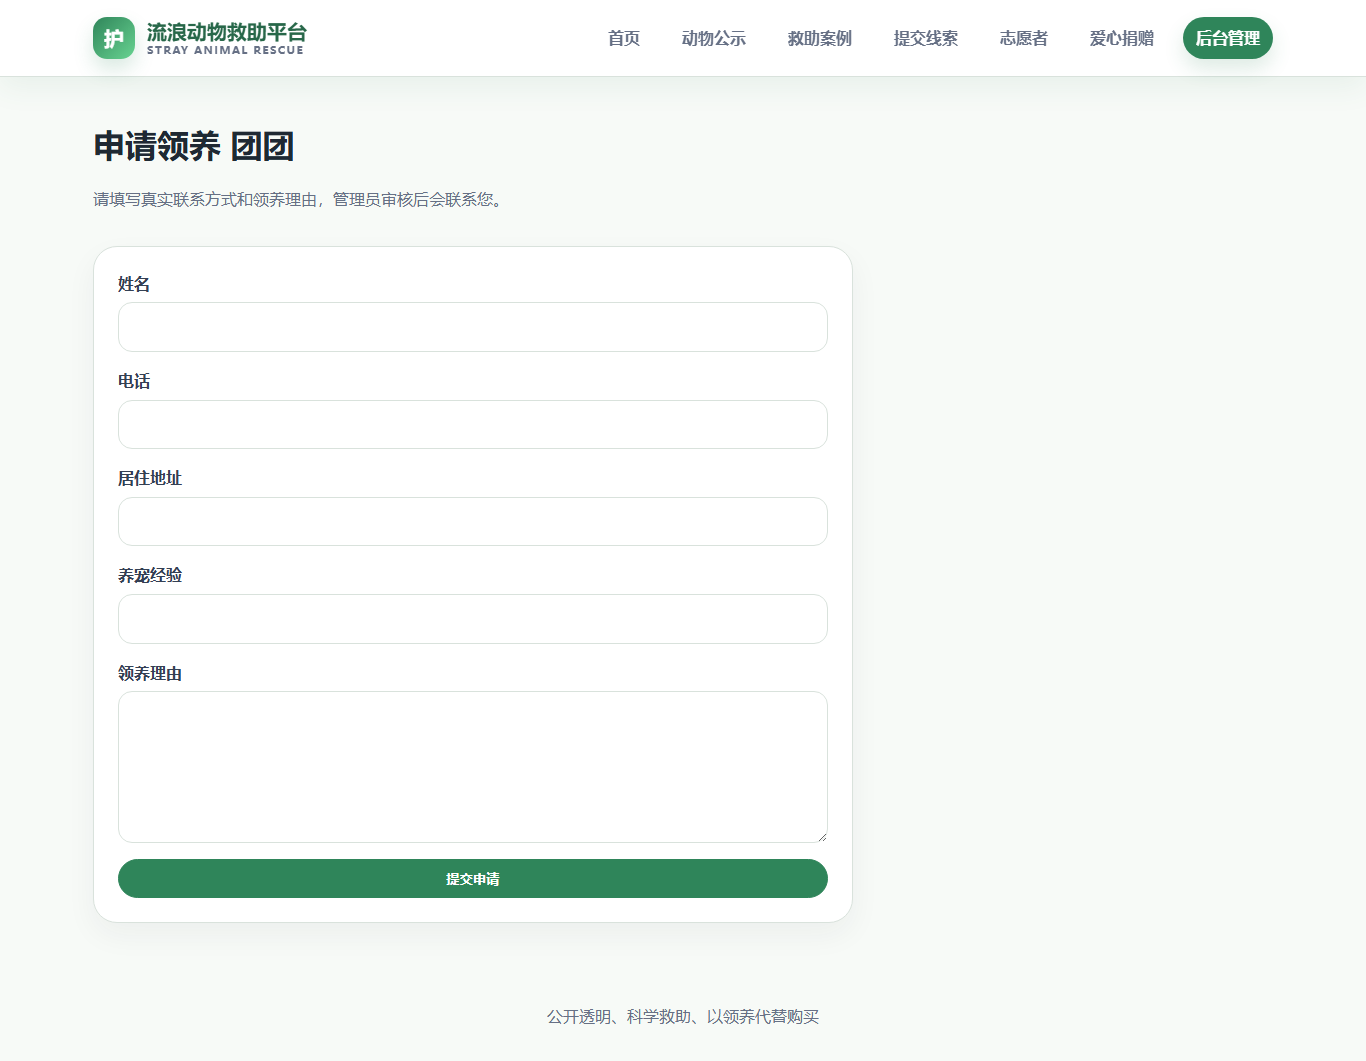 护
流浪动物救助平台
STRAY ANIMAL RESCUE
首页 动物公示 救助案例 提交线索 志愿者 爱心捐赠 后台管理
申请领养 团团
请填写真实联系方式和领养理由，管理员审核后会联系您。
姓名
电话
居住地址
养宠经验
领养理由
提交申请
公开透明、科学救助、以领养代替购买